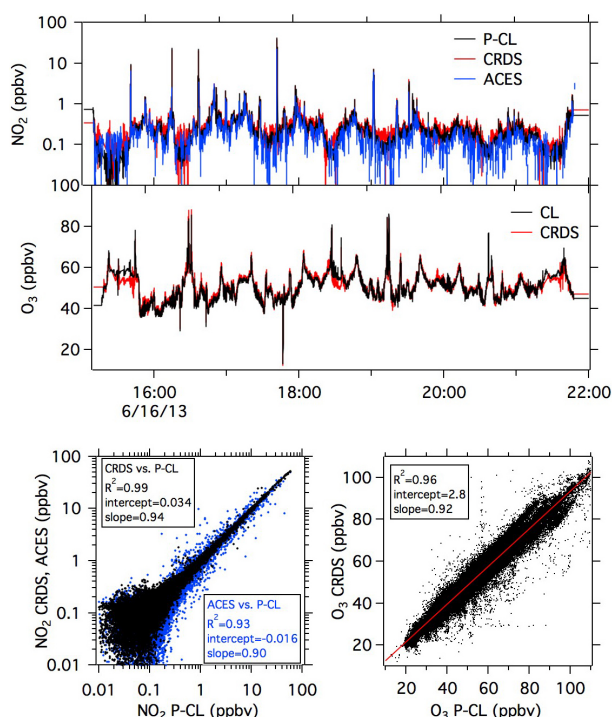 100
10
1
0.1
100
NO2 (ppbv)
P-CL
CRDS
ACES
80
60
40
20
O3 (ppbv)
CL
CRDS
16:00
18:00
20:00
22:00
6/16/13
100
10
1
0.1
0.01
NO2 CRDS, ACES (ppbv)
CRDS vs. P-CL
R2=0.99
intercept=0.034
slope=0.94
ACES vs. P-CL
R2=0.93
intercept=-0.016
slope=0.90
0.01
0.1
1
10
100
NO2 P-CL (ppbv)
100
80
60
40
20
O3 CRDS (ppbv)
R2=0.96
intercept=2.8
slope=0.92
20
40
60
80
100
O3 P-CL (ppbv)